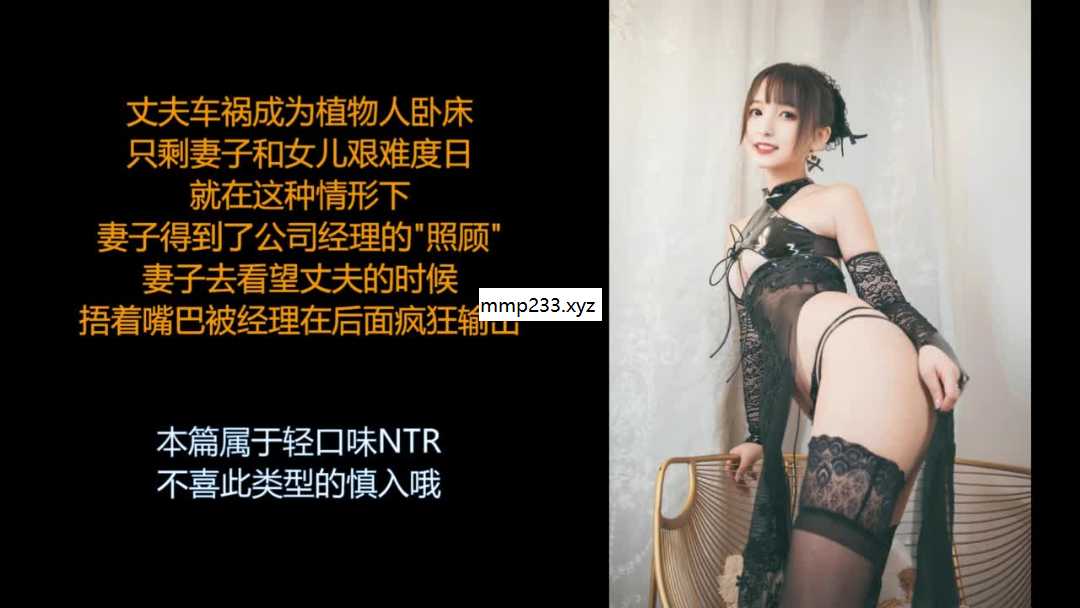 丈夫车祸成为植物人卧床
只剩妻子和女儿艰难度日
就在这种情形下
妻子得到了公司经理的"照顾"
妻子去看望丈夫的时候
捂着嘴巴被经理在后面疯狂输出
mmp233.xyz
本篇属于轻口味NTR
不喜此类型的慎入哦